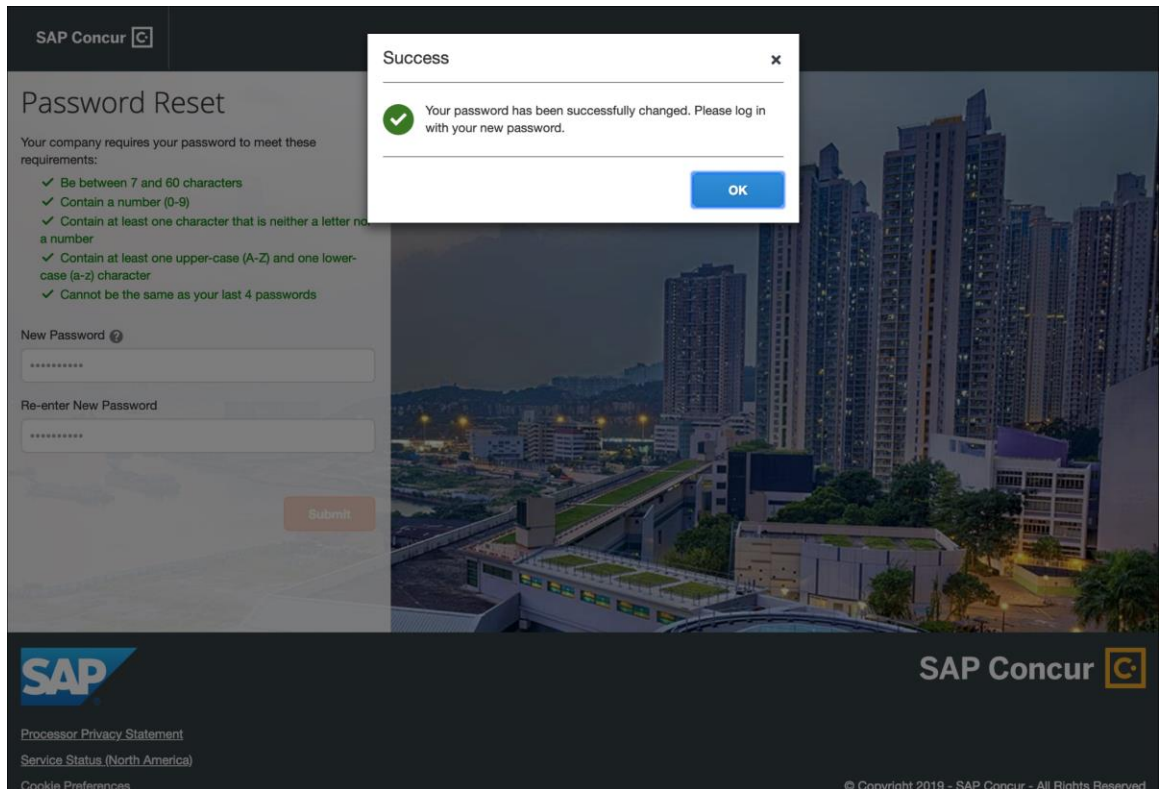 SAP Concur
Success
Your password has been successfully changed. Please log in
with your new password.
OK
Password Reset
Your company requires your password to meet these
requirements:
Be between 7 and 60 characters
Contain a number (0-9)
Contain at least one character that is neither a letter no
a number
Contain at least one upper-case (A-Z) and one lower-
case (a-z) character
Cannot be the same as your last 4 passwords
New Password
••••••••••
Re-enter New Password
••••••••••
Submit
SAP
SAP Concur
Processor Privacy Statement
Service Status (North America)
Cookie Preferences
© Copyright 2019 - SAP Concur - All Rights Reserved